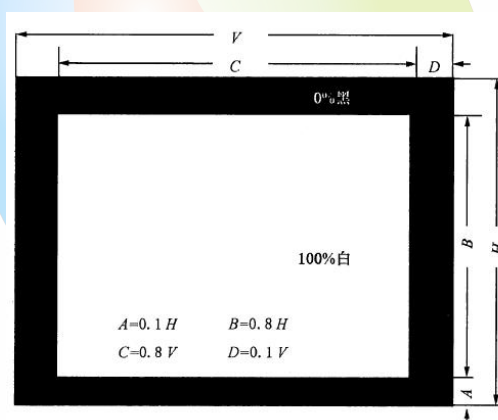 V
C
D
0%黑
B
H
100%白
A=0.1 H
B=0.8 H
C=0.8 V
D=0.1 V
A